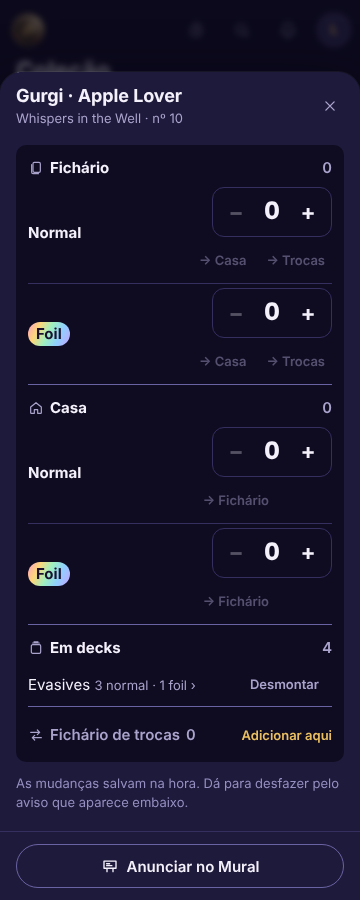 Coleção
Gurgi · Apple Lover
Whispers in the Well · nº 10
Fichário 0
Normal − 0 +
→ Casa → Trocas
Foil − 0 +
→ Casa → Trocas
Casa 0
Normal − 0 +
→ Fichário
Foil − 0 +
→ Fichário
Em decks 4
Evasives 3 normal · 1 foil › Desmontar
Fichário de trocas 0 Adicionar aqui
As mudanças salvam na hora. Dá para desfazer pelo
aviso que aparece embaixo.
Anunciar no Mural